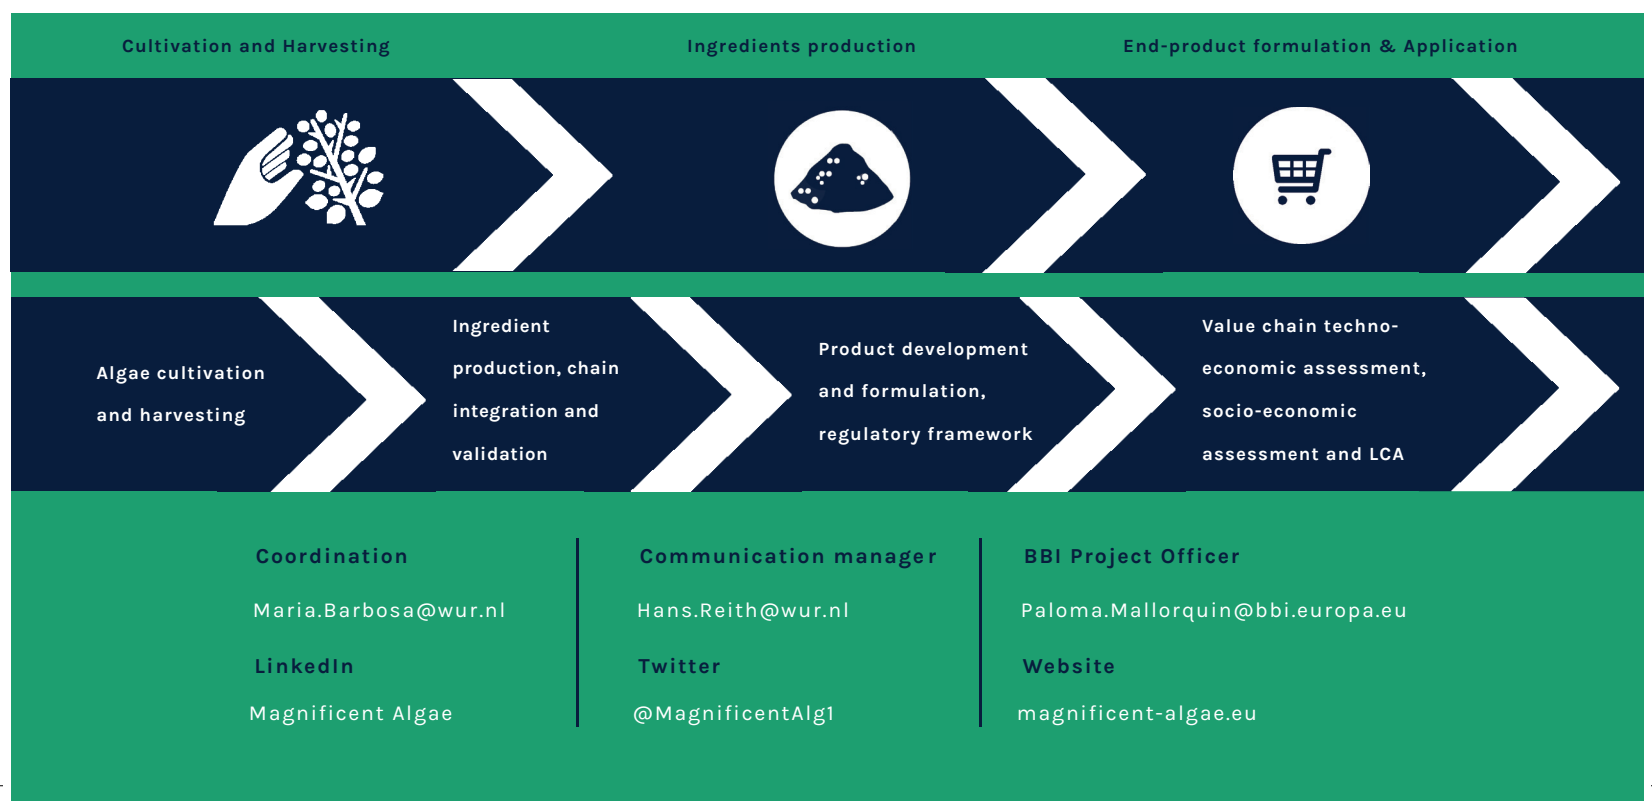 Cultivation and Harvesting
Ingredients production
End-product formulation & Application
Algae cultivation
and harvesting
Ingredient
production, chain
integration and
validation
Product development
and formulation,
regulatory framework
Value chain techno-
economic assessment,
socio-economic
assessment and LCA
Coordination
Maria.Barbosa@wur.nl
LinkedIn
Magnificent Algae
Communication manager
Hans.Reith@wur.nl
Twitter
@MagnificentAlg1
BBI Project Officer
Paloma.Mallorquin@bbi.europa.eu
Website
magnificent-algae.eu